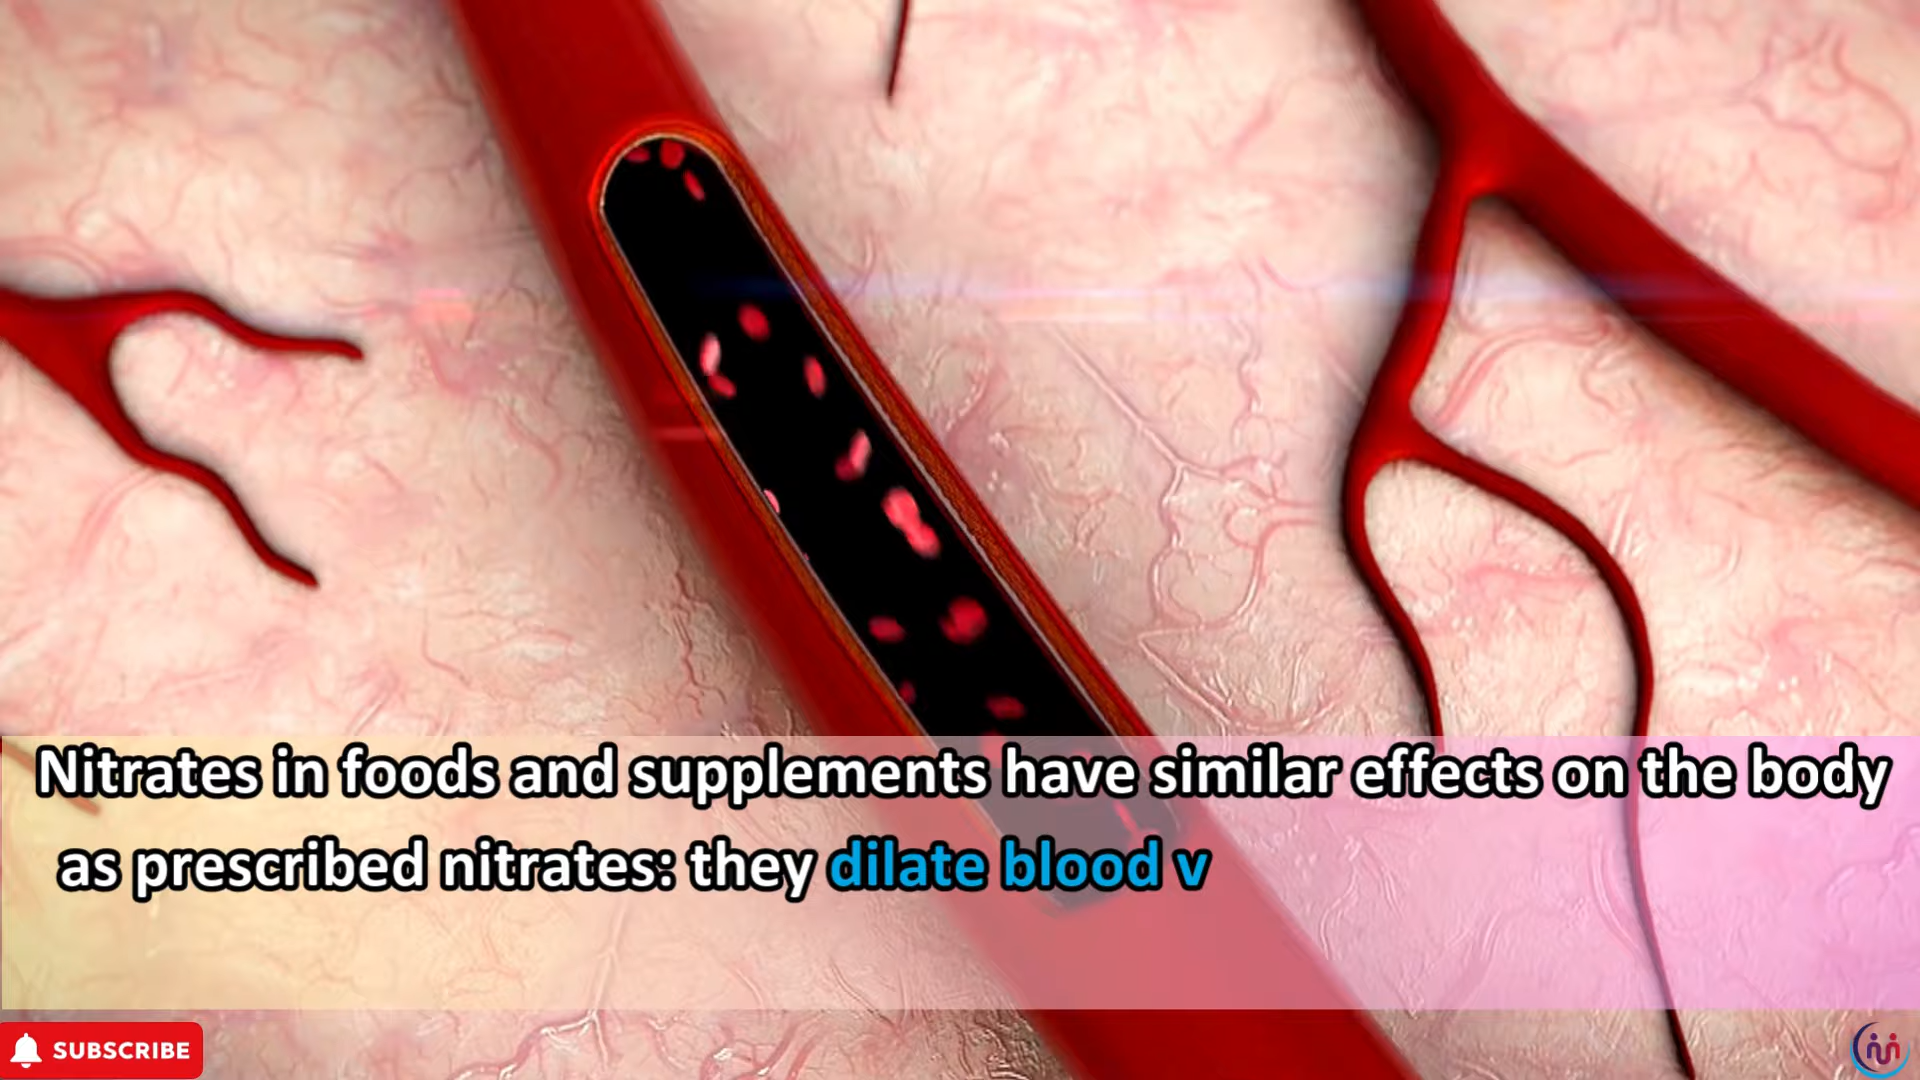 Nitrates in foods and supplements have similar effects on the body
as prescribed nitrates: they dilate blood v
SUBSCRIBE